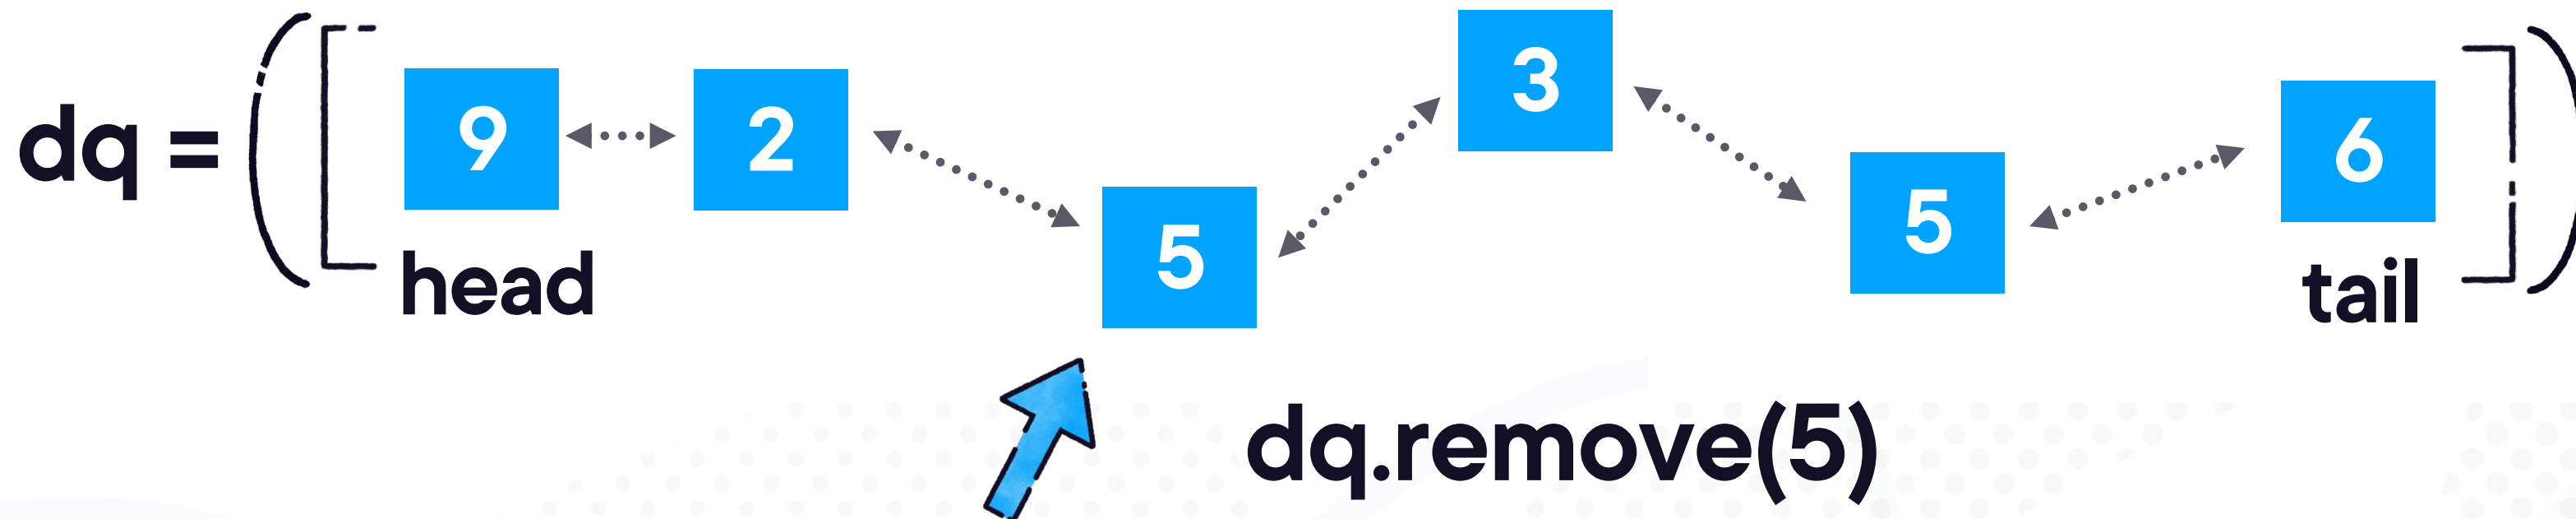 dq = ([ 9 2 5 3 5 6 ])
head
tail
dq.remove(5)